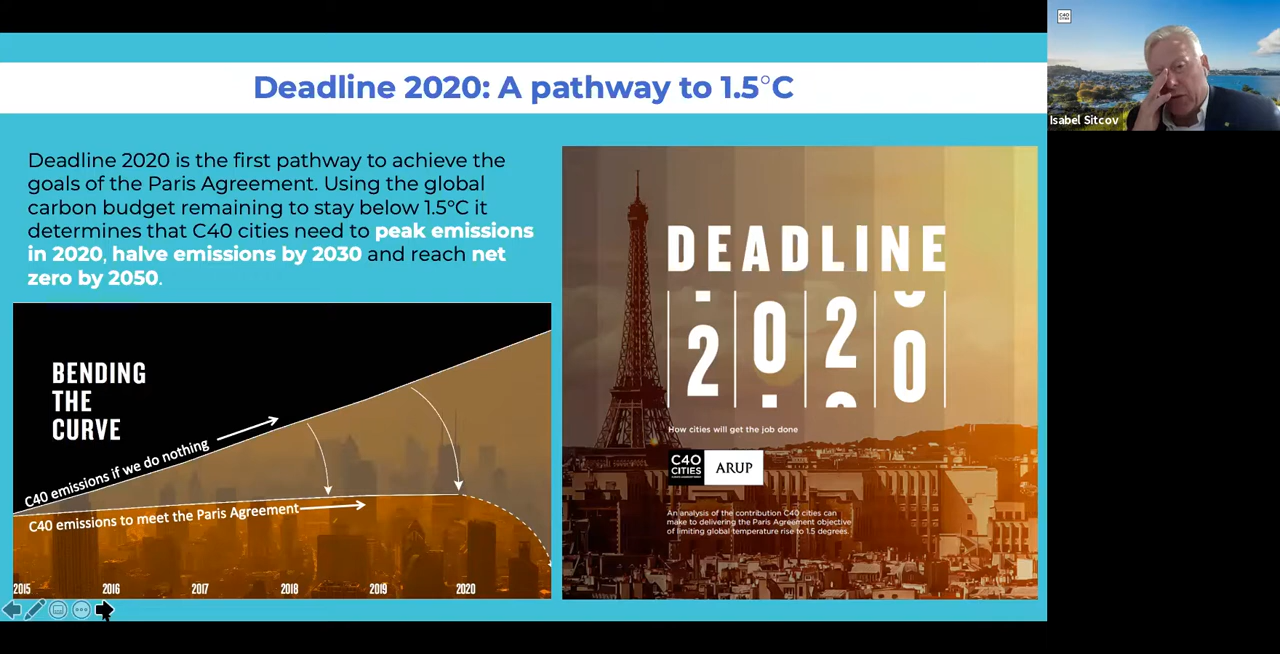 Deadline 2020: A pathway to 1.5°C
Deadline 2020 is the first pathway to achieve the
goals of the Paris Agreement. Using the global
carbon budget remaining to stay below 1.5°C it
determines that C40 cities need to peak emissions
in 2020, halve emissions by 2030 and reach net
zero by 2050.
BENDING
THE
CURVE
C40 emissions if we do nothing
C40 emissions to meet the Paris Agreement
2015 2016 2017 2018 2019 2020
DEADLINE
2020
How cities will get the job done
C40
CITIES
ARUP
An analysis of the contribution C40 cities can
make to delivering the Paris Agreement objective
of limiting global temperature rise to 1.5 degrees.
C40
Isabel Sitcov